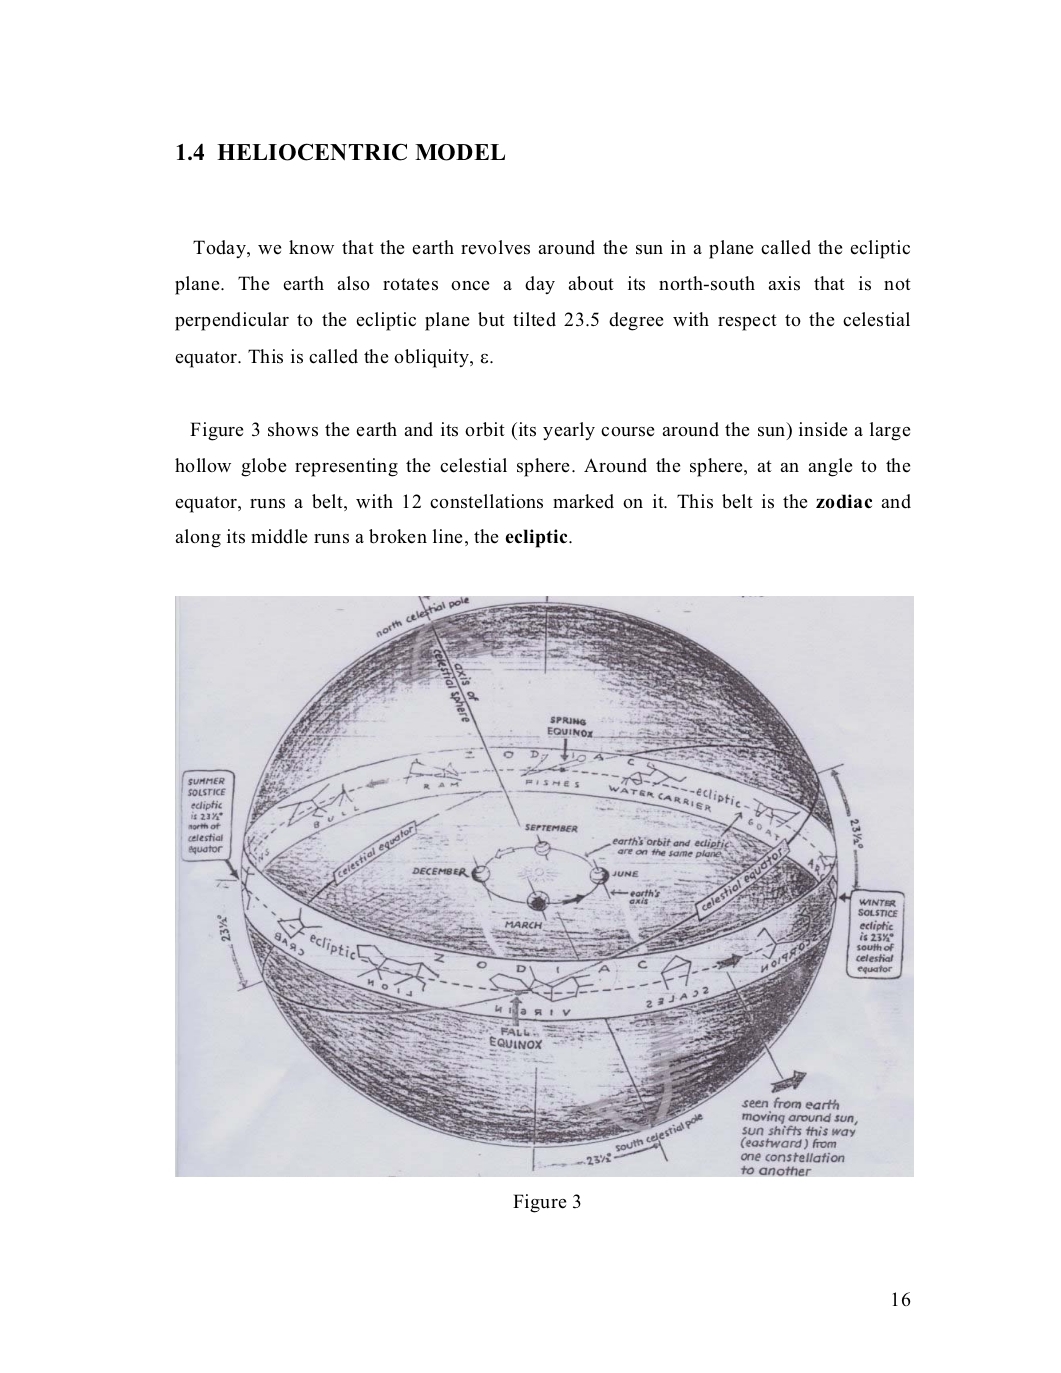 1.4 HELIOCENTRIC MODEL
Today, we know that the earth revolves around the sun in a plane called the ecliptic
plane. The earth also rotates once a day about its north-south axis that is not
perpendicular to the ecliptic plane but tilted 23.5 degree with respect to the celestial
equator. This is called the obliquity, ε.
Figure 3 shows the earth and its orbit (its yearly course around the sun) inside a large
hollow globe representing the celestial sphere. Around the sphere, at an angle to the
equator, runs a belt, with 12 constellations marked on it. This belt is the zodiac and
along its middle runs a broken line, the ecliptic.
north celestial pole
axis of
celestial sphere
SPRING
EQUINOX
ZODIAC
RAM
FISHES
WATER CARRIER
ecliptic
BULL
GOAT
SUMMER
SOLSTICE
ecliptic
is 23½°
north of
celestial
equator
celestial equator
SEPTEMBER
earth's orbit and ecliptic
are on the same plane
DECEMBER
JUNE
earth's
axis
MARCH
celestial equator
23½°
WINTER
SOLSTICE
ecliptic
is 23½°
south of
celestial
equator
23½°
CRAB
ecliptic
LION
ZODIAC
VIRGIN
SCALES
SCORPION
FALL
EQUINOX
seen from earth
moving around sun,
sun shifts this way
(eastward) from
one constellation
to another
south celestial pole
23½°
Figure 3
16